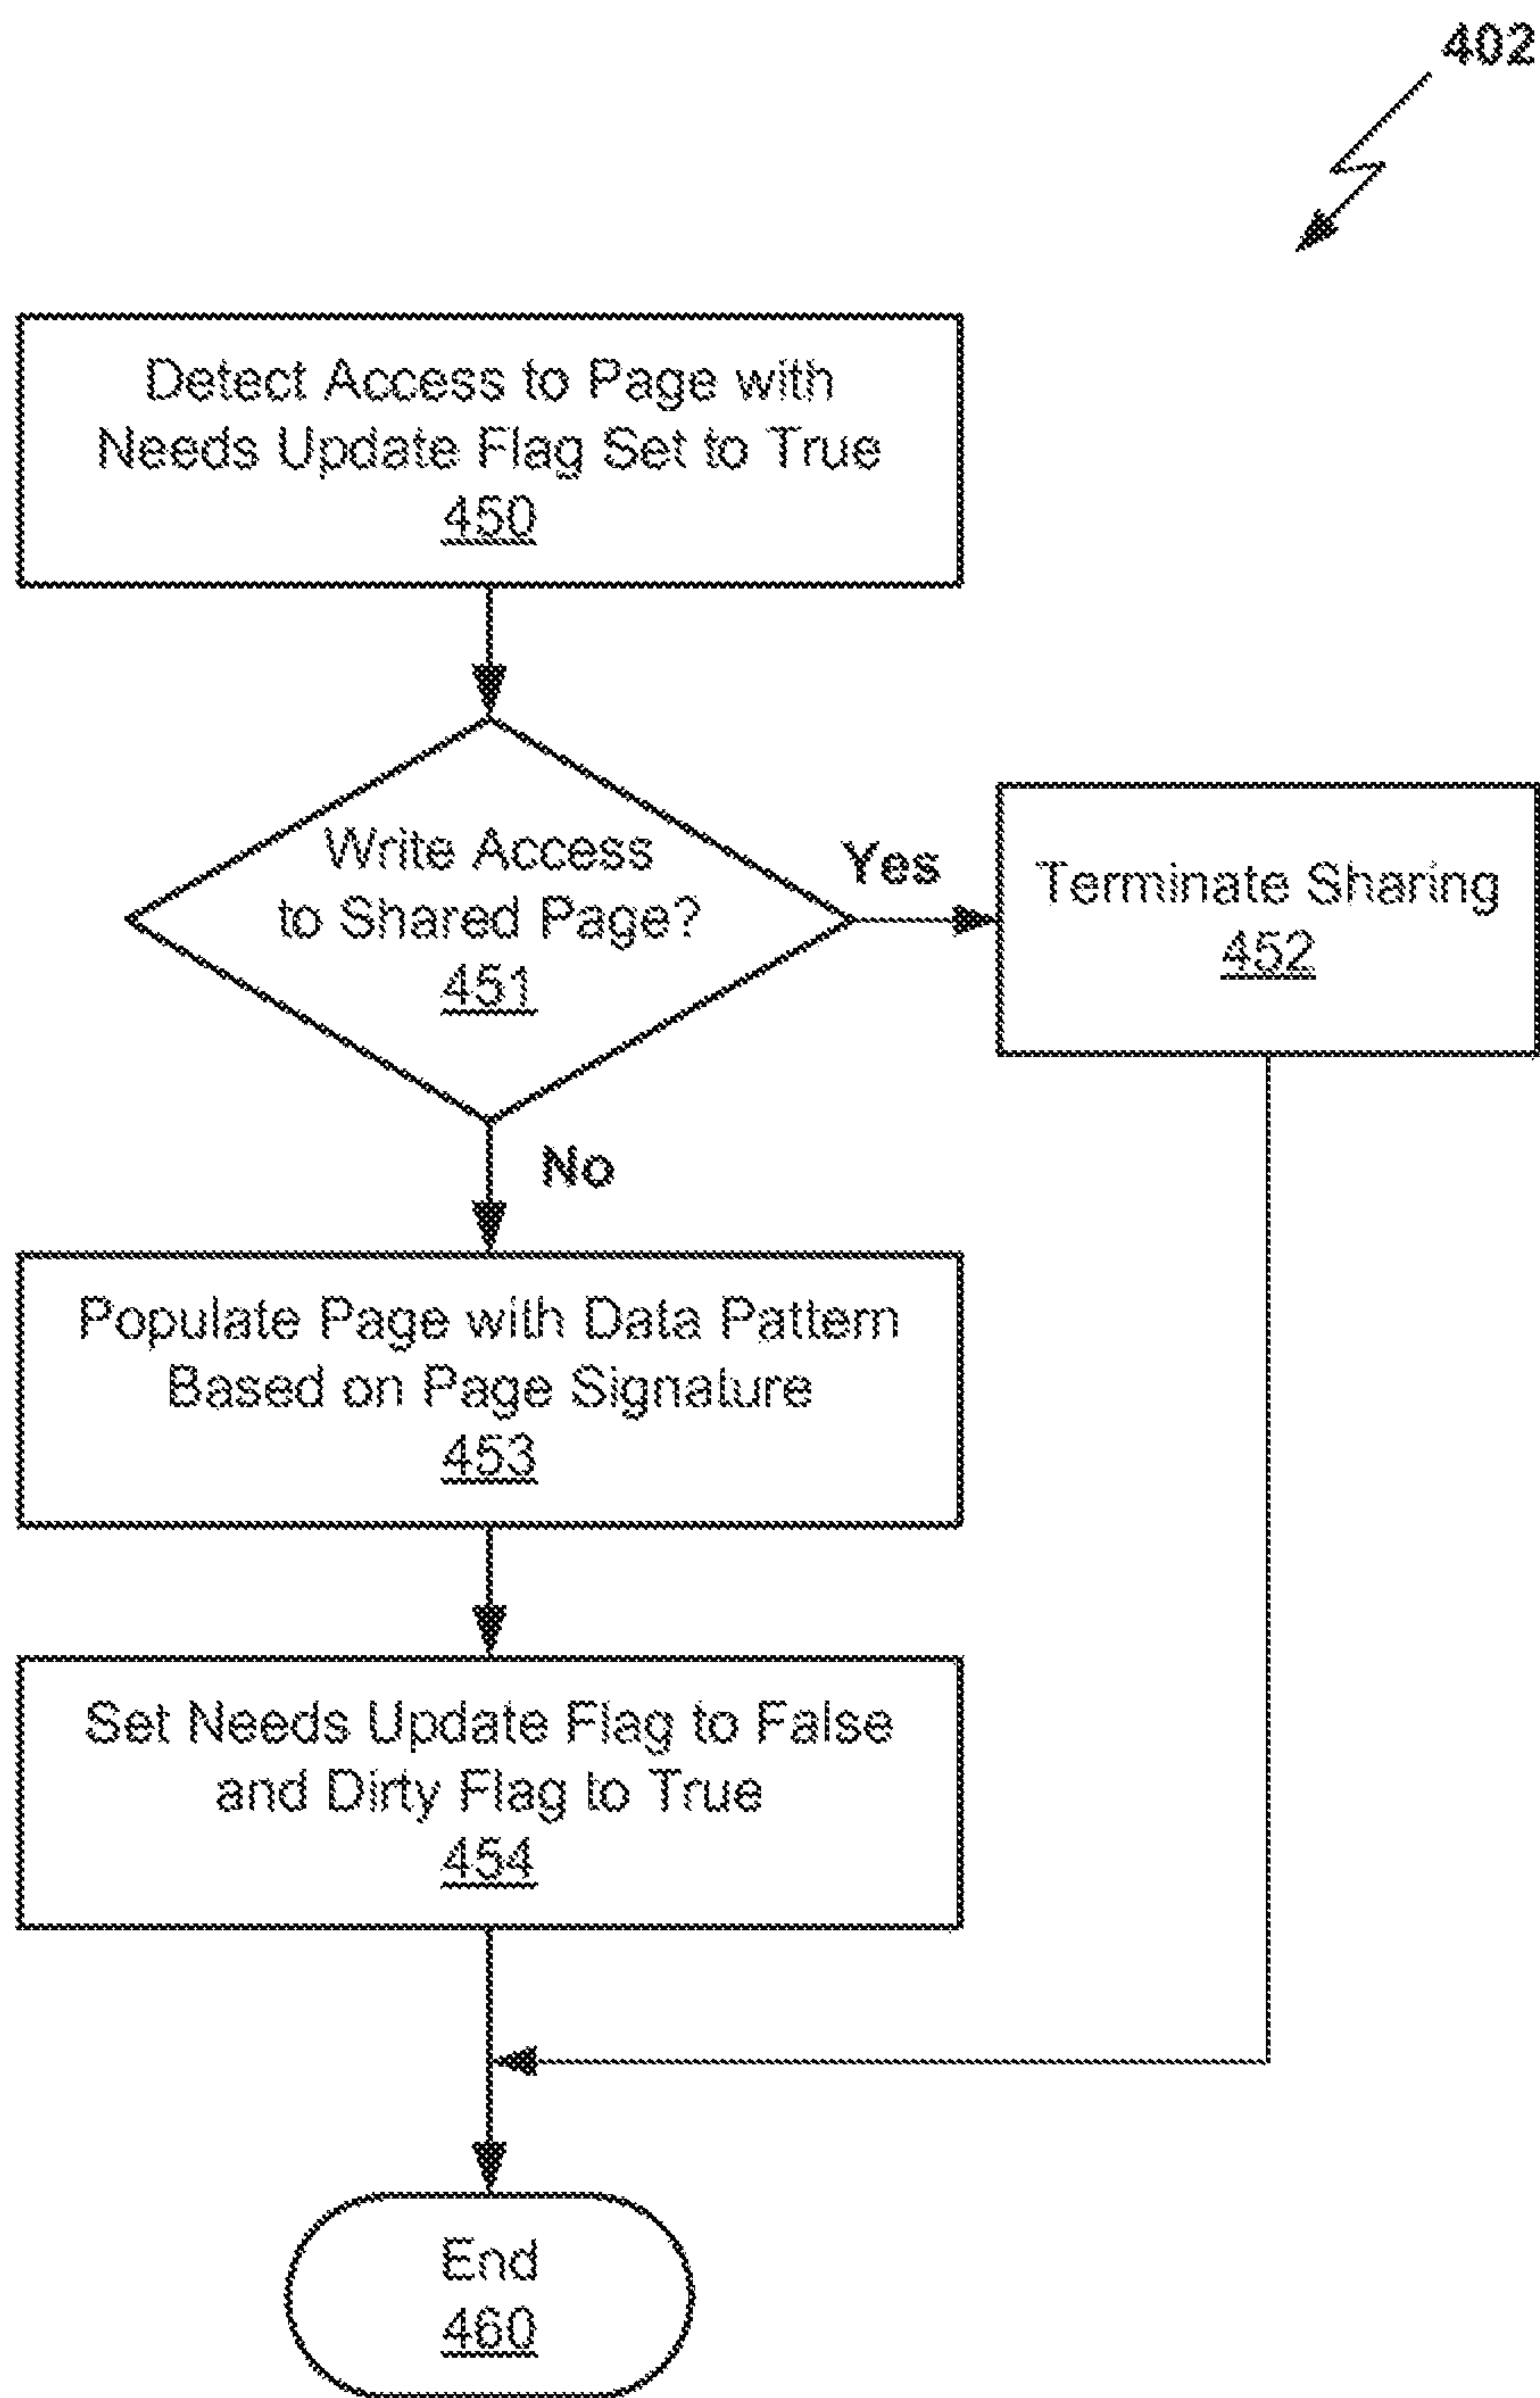 402
Detect Access to Page with
Needs Update Flag Set to True
450
Write Access
to Shared Page?
451
Yes
Terminate Sharing
452
No
Populate Page with Data Pattern
Based on Page Signature
453
Set Needs Update Flag to False
and Dirty Flag to True
454
End
460